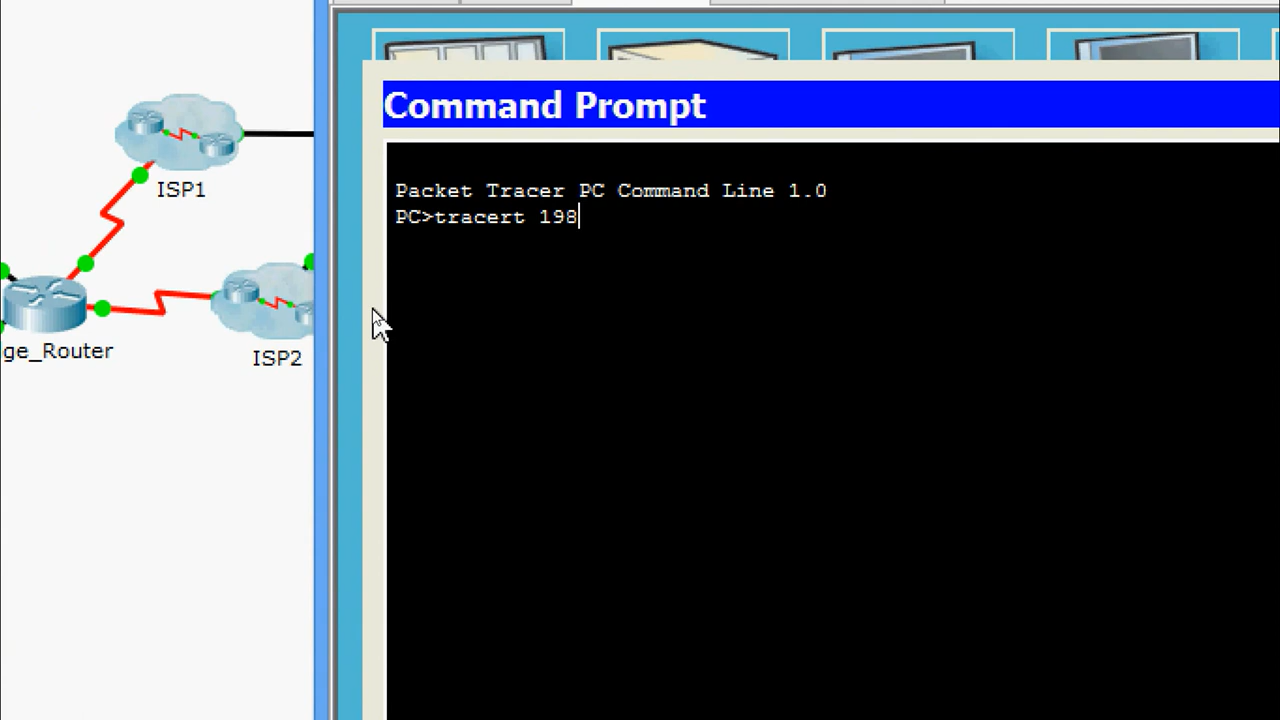 Command Prompt
Packet Tracer PC Command Line 1.0
PC>tracert 198
ISP1
ge_Router
ISP2